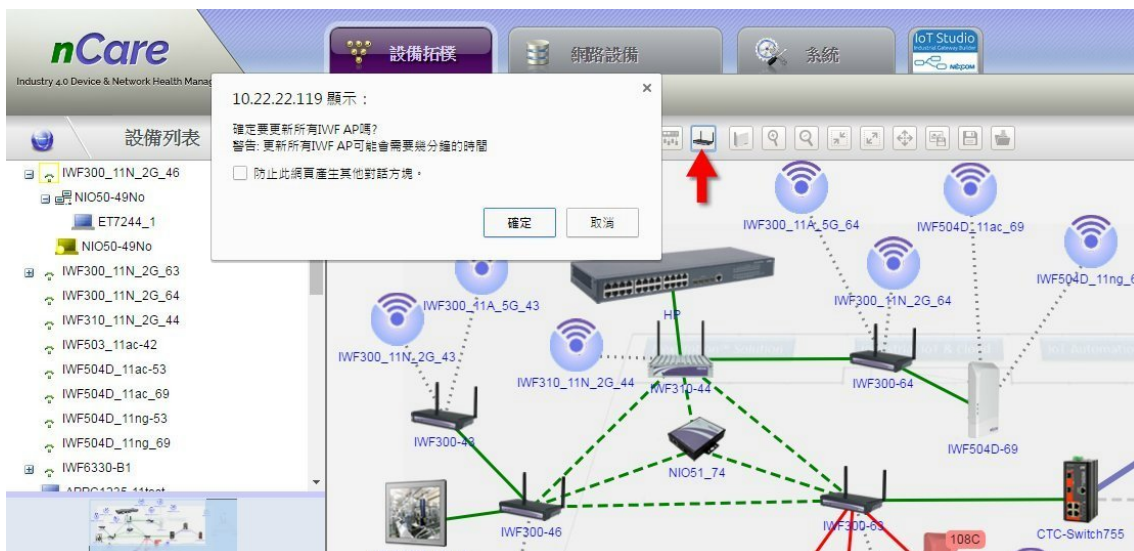 nCare
Industry 4.0 Device & Network Health Manag
設備拓樸
網路設備
系統
IoT Studio
Industrial Gateway Builder
NEXCOM
10.22.22.119 顯示：
×
確定要更新所有IWF AP嗎?
警告: 更新所有IWF AP可能會需要幾分鐘的時間
防止此網頁產生其他對話方塊。
確定
取消
設備列表
IWF300_11N_2G_46
NIO50-49No
ET7244_1
NIO50-49No
IWF300_11N_2G_63
IWF300_11N_2G_64
IWF310_11N_2G_44
IWF503_11ac-42
IWF504D_11ac-53
IWF504D_11ac_69
IWF504D_11ng-53
IWF504D_11ng_69
IWF6330-B1
APPC1235-11test
IWF300_11A_5G_64
IWF504D_11ac_69
IWF504D_11ng_6
IWF300_11A_5G_43
HP
IWF300_11N_2G_64
IWF300_11N_2G_43
IWF310_11N_2G_44
IWF310-44
IWF300-64
IWF300-43
NIO51_74
IWF504D-69
IWF300-46
IWF300-63
108C
CTC-Switch755